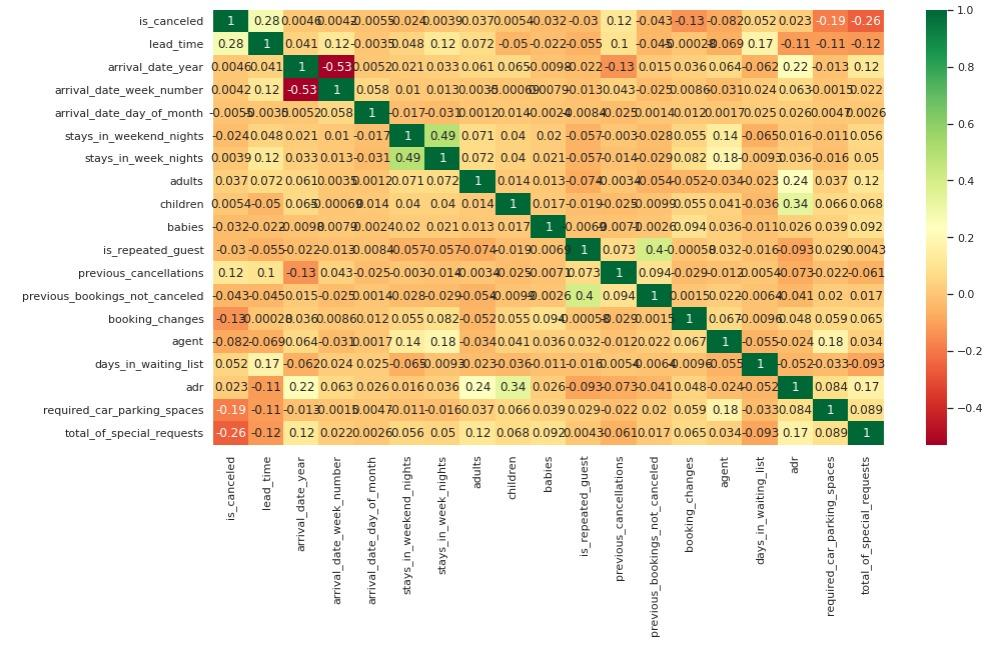 is_canceled 1 0.28 0.0046 0.0042 -0.0055 -0.024 0.0039 0.037 0.0054 -0.032 -0.03 0.12 -0.043 -0.13 -0.082 0.052 0.023 -0.19 -0.26
lead_time 0.28 1 0.041 0.12 -0.0035 0.048 0.12 0.072 -0.05 -0.022 -0.055 0.1 -0.045 -0.00028 -0.069 0.17 -0.11 -0.11 -0.12
arrival_date_year 0.0046 0.041 1 -0.53 0.0052 0.021 0.033 0.061 0.065 -0.0098 -0.022 -0.13 0.015 0.036 0.064 -0.062 0.22 -0.013 0.12
arrival_date_week_number 0.0042 0.12 -0.53 1 0.058 0.01 0.013 0.0035 -0.00069 0.0079 -0.013 0.043 -0.025 0.0086 -0.031 0.024 0.063 -0.0015 0.022
arrival_date_day_of_month -0.0055 -0.0035 0.0052 0.058 1 -0.017 -0.031 0.0012 0.014 -0.0024 -0.0084 -0.025 0.0014 0.012 0.0017 0.025 0.026 0.0047 0.0026
stays_in_weekend_nights -0.024 0.048 0.021 0.01 -0.017 1 0.49 0.071 0.04 0.02 -0.057 -0.003 -0.028 0.055 0.14 -0.065 0.016 -0.011 0.056
stays_in_week_nights 0.0039 0.12 0.033 0.013 -0.031 0.49 1 0.072 0.04 0.021 -0.057 -0.014 -0.029 0.082 0.18 -0.0093 0.036 -0.016 0.05
adults 0.037 0.072 0.061 0.0035 0.0012 0.071 0.072 1 0.014 0.013 -0.074 -0.0034 -0.054 -0.052 -0.034 -0.023 0.24 0.037 0.12
children 0.0054 -0.05 0.065 -0.00069 0.014 0.04 0.04 0.014 1 0.017 -0.019 -0.025 -0.0099 0.055 0.041 -0.036 0.34 0.066 0.068
babies -0.032 -0.022 -0.0098 0.0079 -0.0024 0.02 0.021 0.013 0.017 1 -0.0069 -0.0071 -0.0026 0.094 0.036 -0.011 0.026 0.039 0.092
is_repeated_guest -0.03 -0.055 -0.022 -0.013 -0.0084 -0.057 -0.057 -0.074 -0.019 -0.0069 1 0.073 0.4 -0.00058 0.032 -0.016 -0.093 0.029 -0.0043
previous_cancellations 0.12 0.1 -0.13 0.043 -0.025 -0.003 -0.014 -0.0034 -0.025 -0.0071 0.073 1 0.094 -0.029 -0.012 0.0054 -0.073 -0.022 -0.061
previous_bookings_not_canceled -0.043 -0.045 0.015 -0.025 0.0014 -0.028 -0.029 -0.054 -0.0099 -0.0026 0.4 0.094 1 0.0015 0.022 -0.0064 -0.041 0.02 0.017
booking_changes -0.13 0.00028 0.036 0.0086 0.012 0.055 0.082 -0.052 0.055 0.094 -0.00058 -0.029 0.0015 1 0.067 -0.0096 0.048 0.059 0.065
agent -0.082 -0.069 0.064 -0.031 0.0017 0.14 0.18 -0.034 0.041 0.036 0.032 -0.012 0.022 0.067 1 -0.055 -0.024 0.18 0.034
days_in_waiting_list 0.052 0.17 -0.062 0.024 0.025 -0.065 -0.0093 -0.023 -0.036 -0.011 -0.016 0.0054 -0.0064 -0.0096 -0.055 1 -0.052 -0.033 -0.093
adr 0.023 -0.11 0.22 0.063 0.026 0.016 0.036 0.24 0.34 0.026 -0.093 -0.073 -0.041 0.048 -0.024 -0.052 1 0.084 0.17
required_car_parking_spaces -0.19 -0.11 -0.013 0.0015 0.0047 -0.011 -0.016 0.037 0.066 0.039 0.029 -0.022 0.02 0.059 0.18 -0.033 0.084 1 0.089
total_of_special_requests -0.26 -0.12 0.12 0.022 0.0026 0.056 0.05 0.12 0.068 0.092 0.0043 -0.061 0.017 0.065 0.034 -0.093 0.17 0.089 1
is_canceled
lead_time
arrival_date_year
arrival_date_week_number
arrival_date_day_of_month
stays_in_weekend_nights
stays_in_week_nights
adults
children
babies
is_repeated_guest
previous_cancellations
previous_bookings_not_canceled
booking_changes
agent
days_in_waiting_list
adr
required_car_parking_spaces
total_of_special_requests
1.0
0.8
0.6
0.4
0.2
0.0
−0.2
−0.4